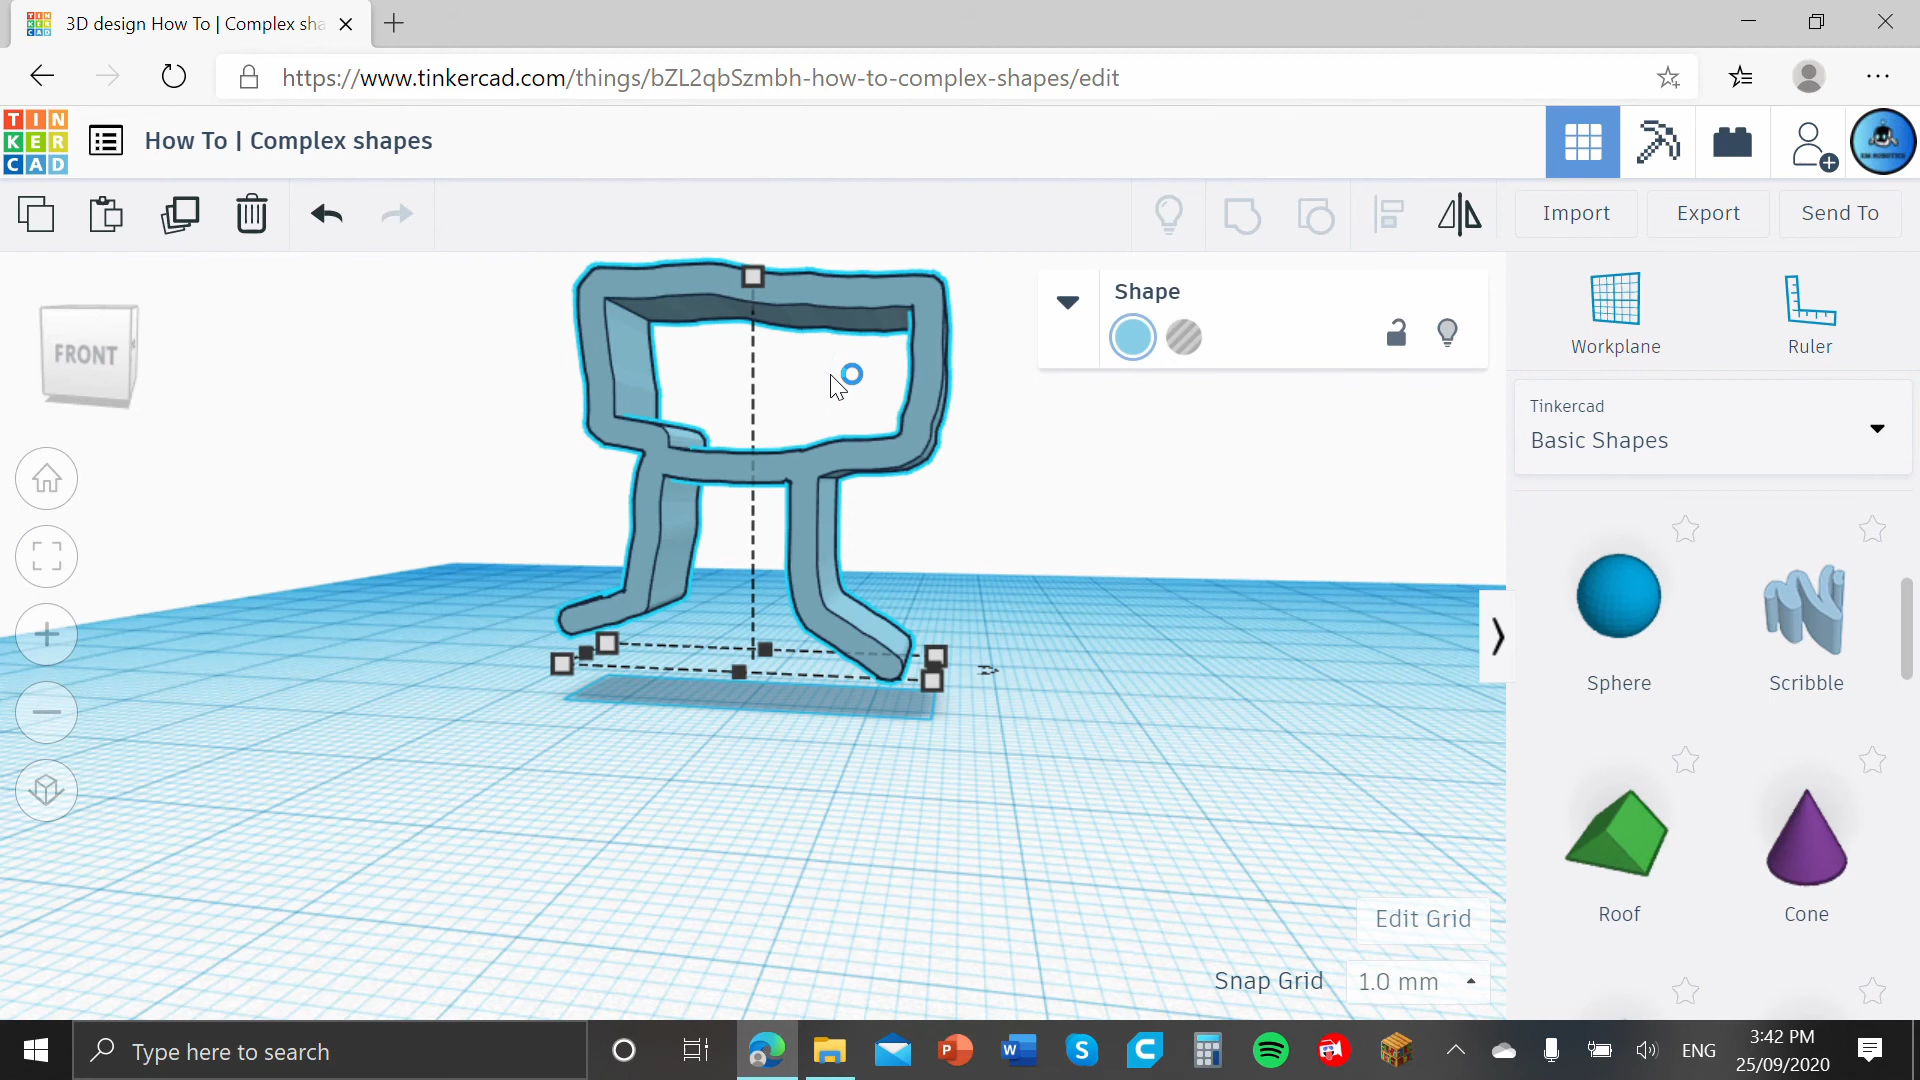 3D design How To | Complex sha
https://www.tinkercad.com/things/bZL2qbSzmbh-how-to-complex-shapes/edit
TIN
KER
CAD
How To | Complex shapes
Import
Export
Send To
FRONT
Shape
Workplane
Ruler
Tinkercad
Basic Shapes
Sphere
Scribble
Roof
Cone
Edit Grid
Snap Grid
1.0 mm
Type here to search
ENG
3:42 PM
25/09/2020